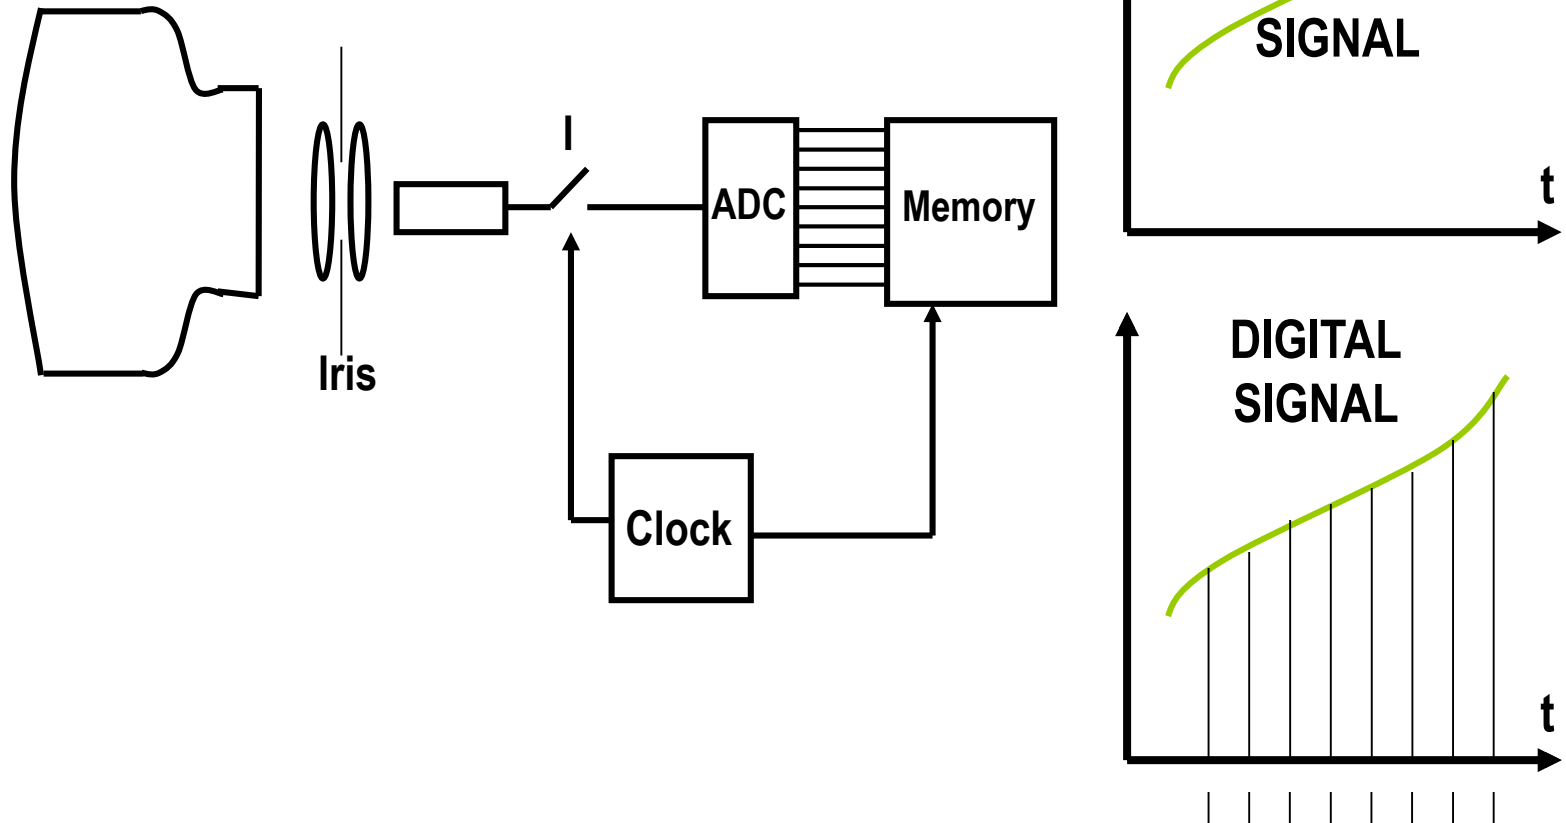 SIGNAL
I
ADC
Memory
t
Iris
DIGITAL
SIGNAL
Clock
t